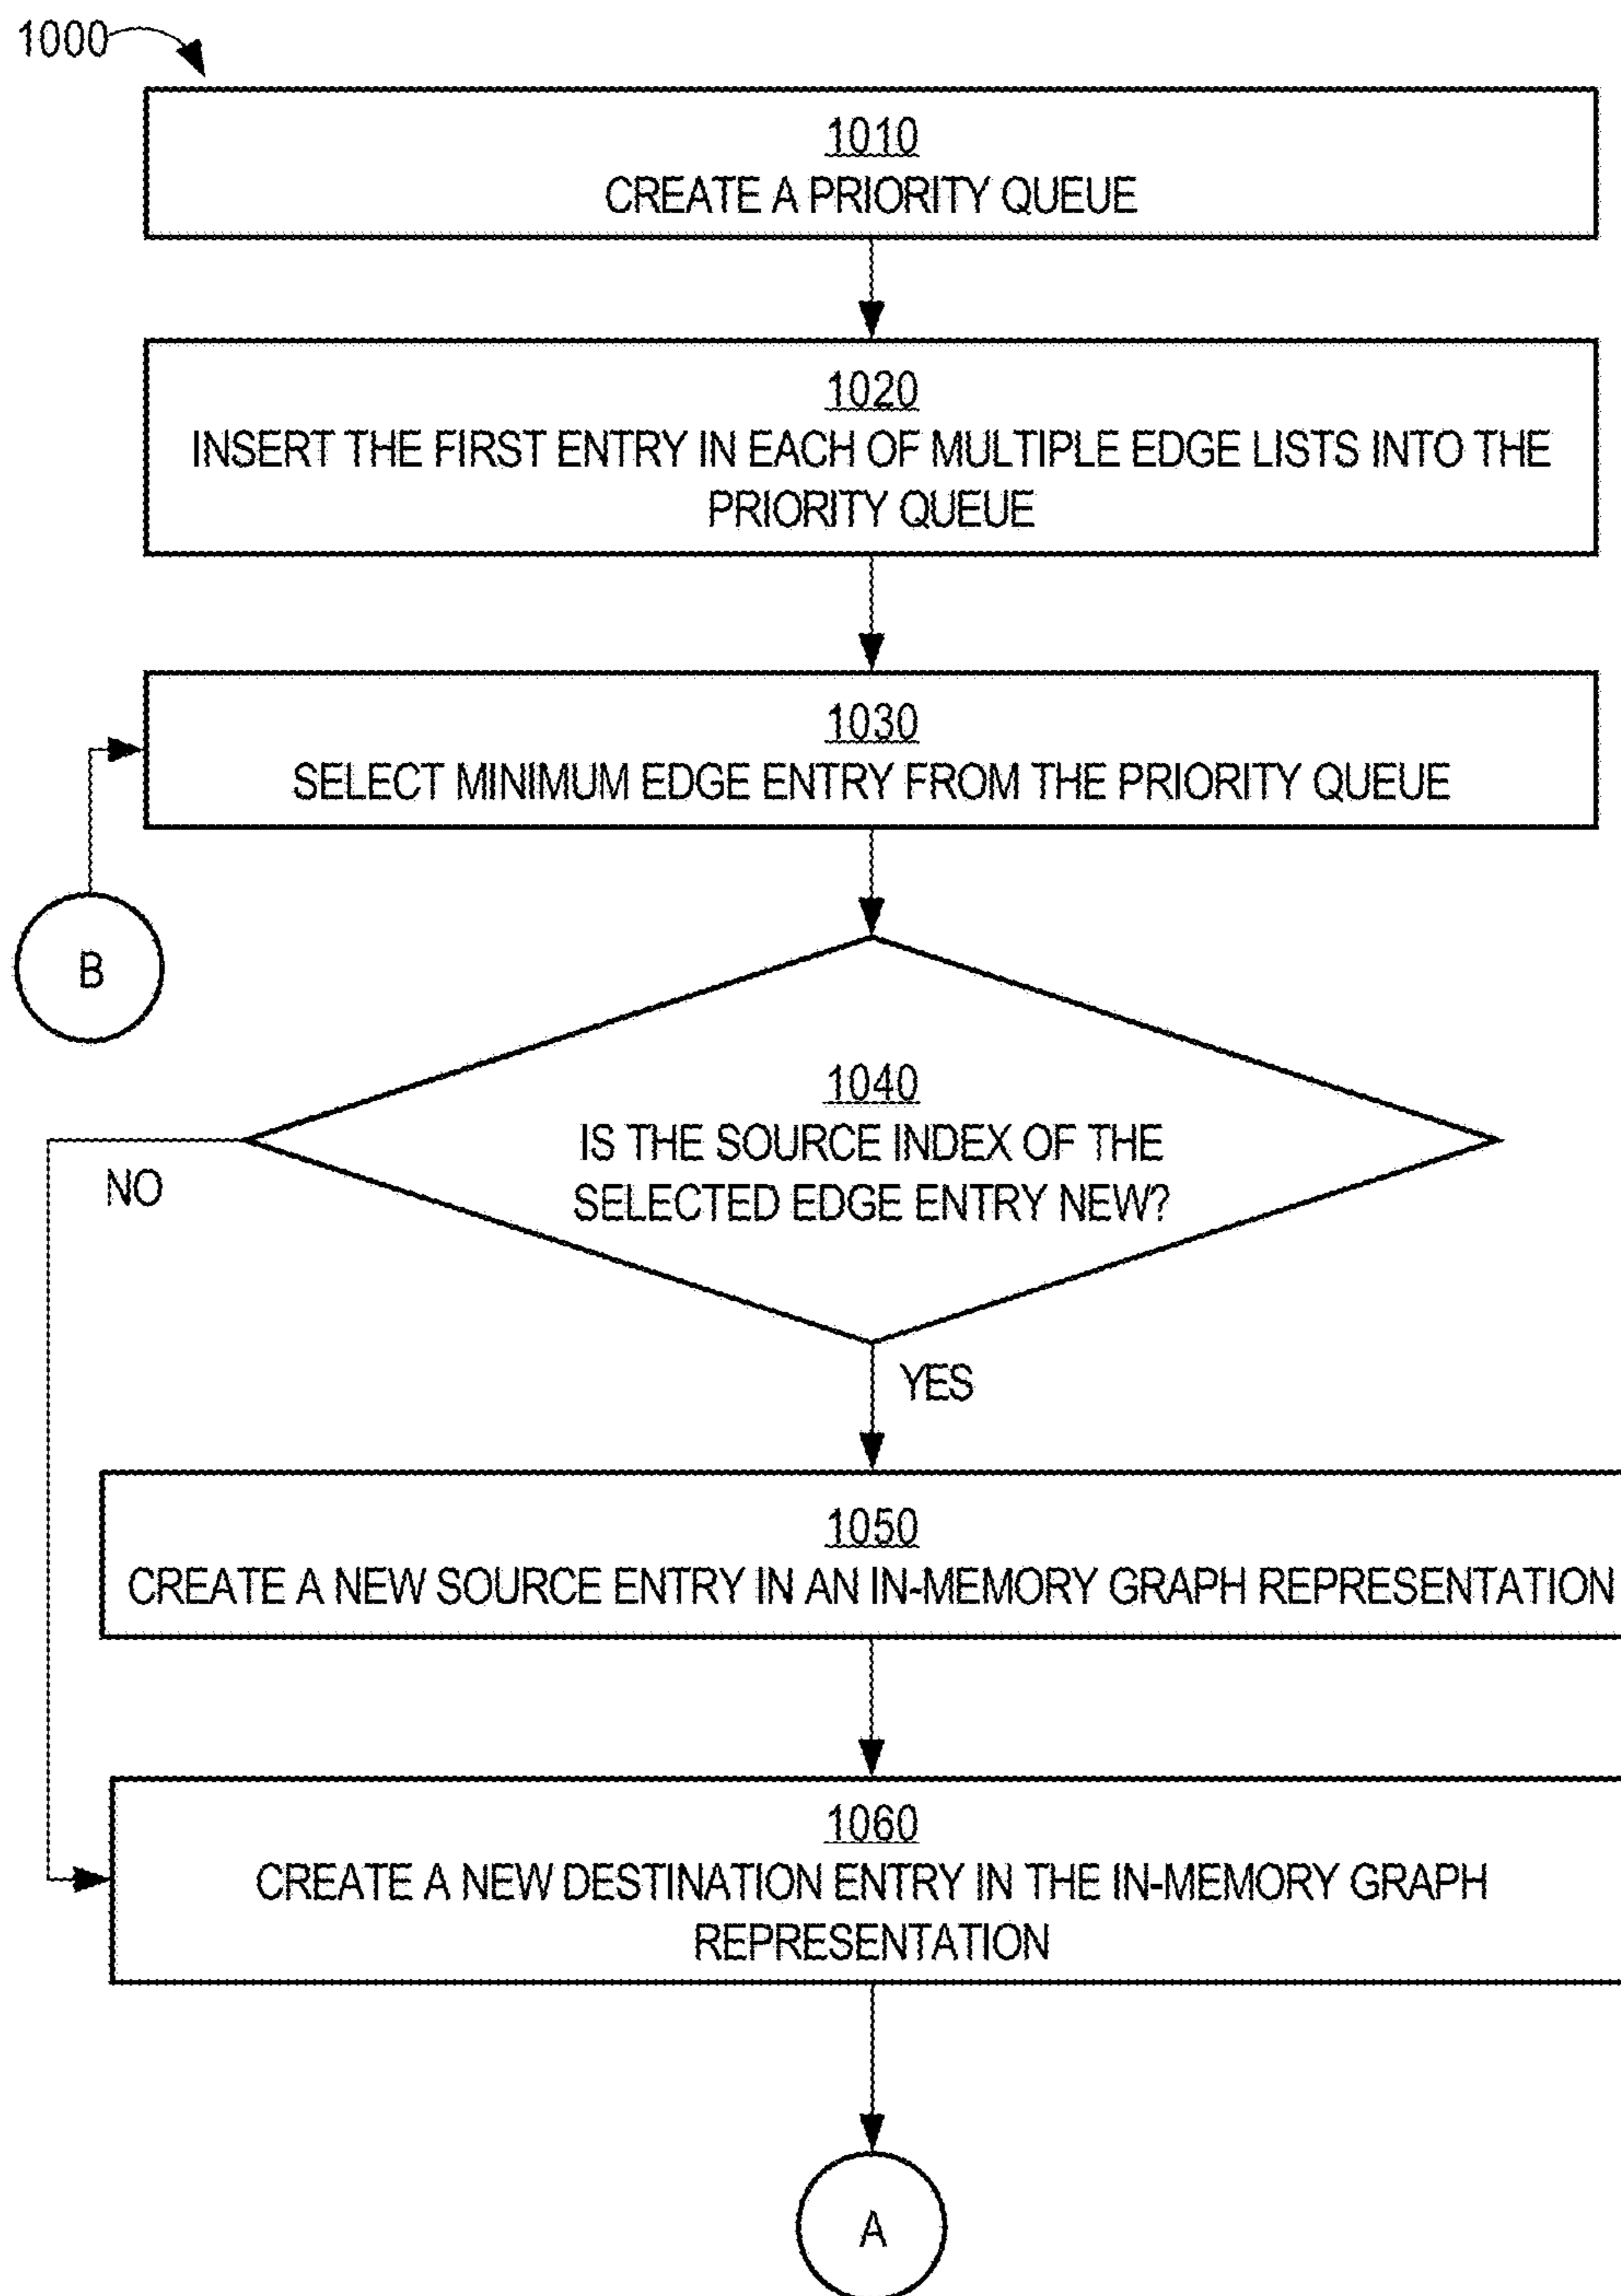 1000
1010
CREATE A PRIORITY QUEUE
1020
INSERT THE FIRST ENTRY IN EACH OF MULTIPLE EDGE LISTS INTO THE
PRIORITY QUEUE
1030
SELECT MINIMUM EDGE ENTRY FROM THE PRIORITY QUEUE
B
1040
IS THE SOURCE INDEX OF THE
SELECTED EDGE ENTRY NEW?
NO
YES
1050
CREATE A NEW SOURCE ENTRY IN AN IN-MEMORY GRAPH REPRESENTATION
1060
CREATE A NEW DESTINATION ENTRY IN THE IN-MEMORY GRAPH
REPRESENTATION
A